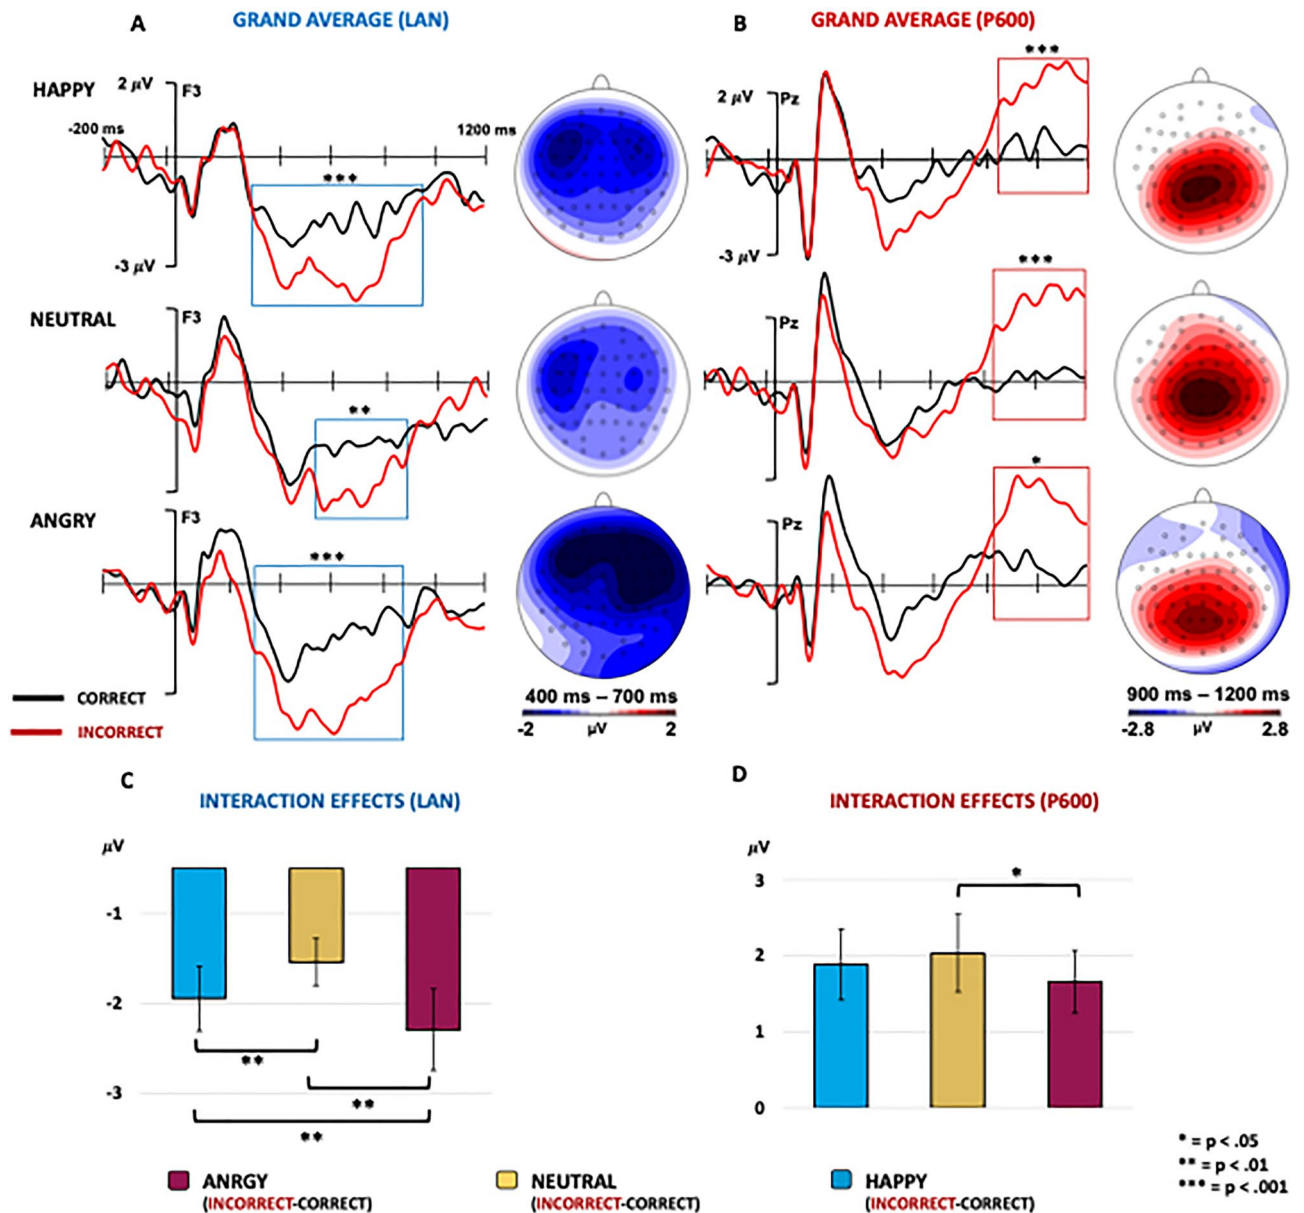 A
GRAND AVERAGE (LAN)
HAPPY
2 μV
F3
-200 ms
1200 ms
***
-3 μV
NEUTRAL
F3
**
ANGRY
F3
***
CORRECT
INCORRECT
400 ms – 700 ms
-2
μV
2
B
GRAND AVERAGE (P600)
***
2 μV
Pz
-3 μV
***
Pz
*
Pz
900 ms – 1200 ms
-2.8
μV
2.8
C
INTERACTION EFFECTS (LAN)
μV
-1
-2
-3
**
**
**
D
INTERACTION EFFECTS (P600)
μV
3
2
1
0
*
* = p < .05
** = p < .01
*** = p < .001
ANRGY
(INCORRECT-CORRECT)
NEUTRAL
(INCORRECT-CORRECT)
HAPPY
(INCORRECT-CORRECT)